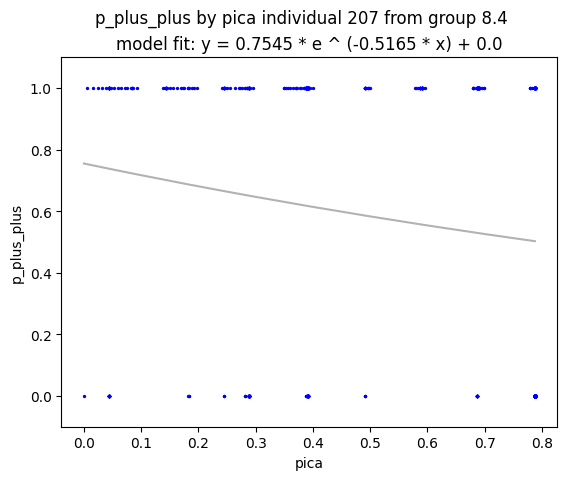 p_plus_plus by pica individual 207 from group 8.4
model fit: y = 0.7545 * e ^ (-0.5165 * x) + 0.0
1.0
0.8
0.6
0.4
0.2
0.0
p_plus_plus
0.0 0.1 0.2 0.3 0.4 0.5 0.6 0.7 0.8
pica